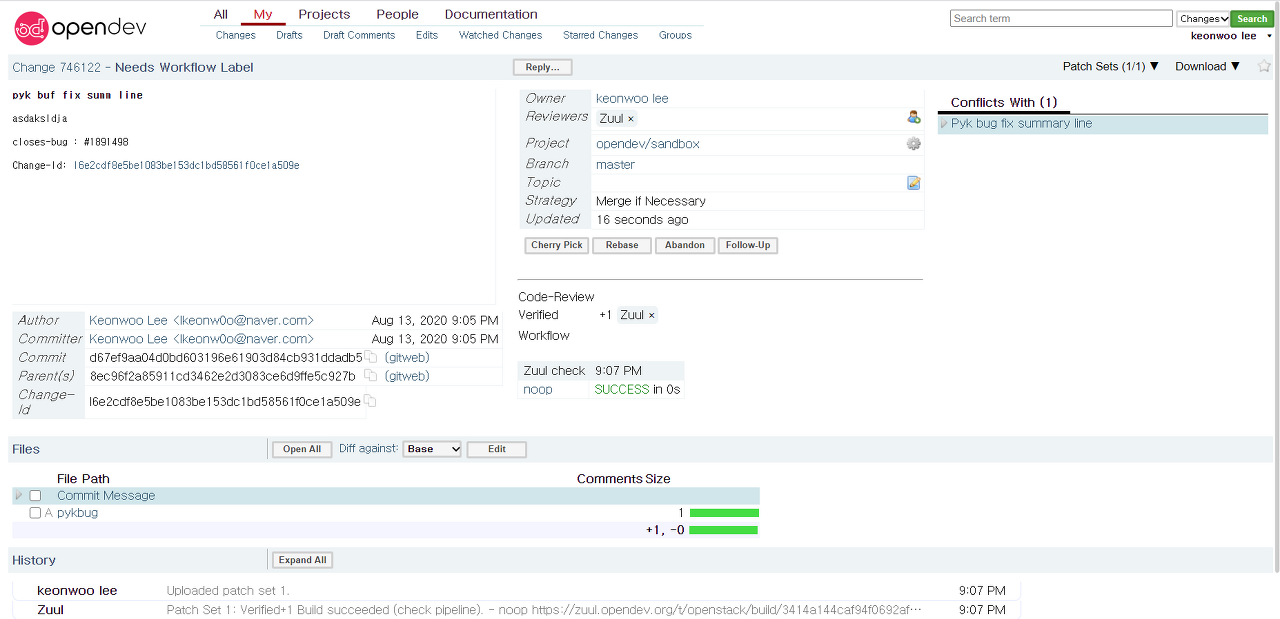 opendev
All My Projects People Documentation
Changes Drafts Draft Comments Edits Watched Changes Starred Changes Groups
Search term Changes Search
keonwoo lee
Change 746122 - Needs Workflow Label Reply... Patch Sets (1/1) ▼ Download ▼
pyk buf fix summ line
asdaksldja
closes-bug : #1891498
Change-Id: I6e2cdf8e5be1083be153dc1bd58561f0ce1a509e
Owner keonwoo lee
Reviewers Zuul ×
Project opendev/sandbox
Branch master
Topic
Strategy Merge if Necessary
Updated 16 seconds ago
Cherry Pick Rebase Abandon Follow-Up
Conflicts With (1)
Pyk bug fix summary line
Code-Review
Verified +1 Zuul ×
Workflow
Zuul check 9:07 PM
noop SUCCESS in 0s
Author Keonwoo Lee <lkeonw0o@naver.com> Aug 13, 2020 9:05 PM
Committer Keonwoo Lee <lkeonw0o@naver.com> Aug 13, 2020 9:05 PM
Commit d67ef9aa04d0bd603196e61903d84cb931ddadb5 (gitweb)
Parent(s) 8ec96f2a85911cd3462e2d3083ce6d9ffe5c927b (gitweb)
Change-
Id I6e2cdf8e5be1083be153dc1bd58561f0ce1a509e
Files Open All Diff against: Base Edit
File Path Comments Size
Commit Message
A pykbug 1
+1, -0
History Expand All
keonwoo lee Uploaded patch set 1. 9:07 PM
Zuul Patch Set 1: Verified+1 Build succeeded (check pipeline). - noop https://zuul.opendev.org/t/openstack/build/3414a144caf94f0692af… 9:07 PM